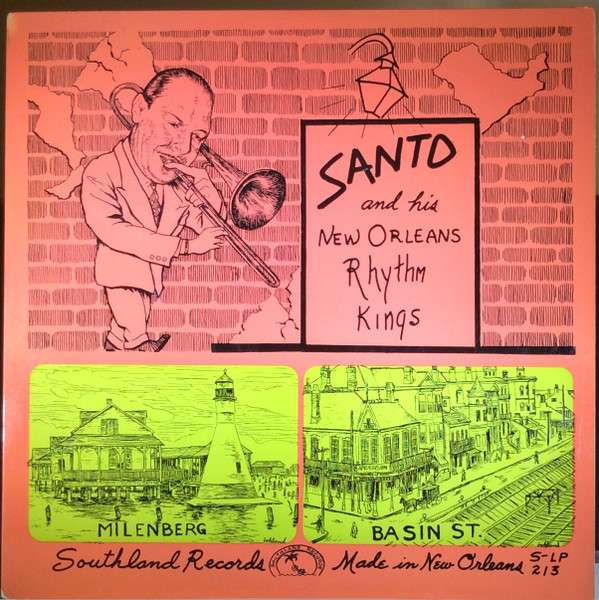 SANTO
and his
NEW ORLEANS
Rhythm
Kings
MILENBERG
BASIN ST.
Southland Records
Made in New Orleans
S-LP
213